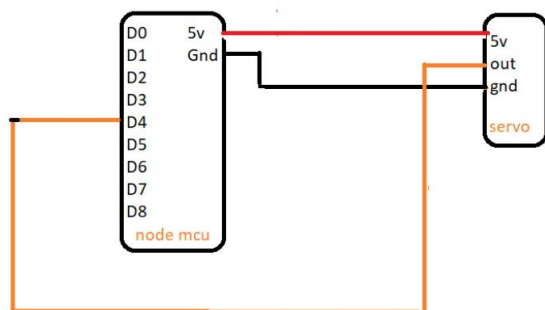 D0 5v
D1 Gnd
D2
D3
D4
D5
D6
D7
D8
node mcu
5v
out
gnd
servo